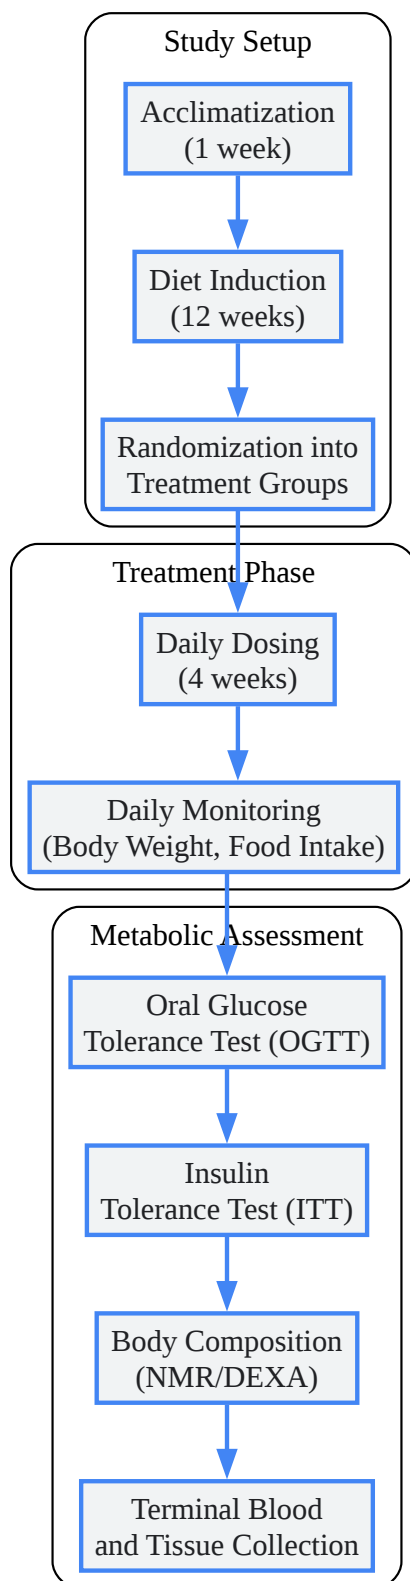 Study Setup
Acclimatization
(1 week)
Diet Induction
(12 weeks)
Randomization into
Treatment Groups
Treatment Phase
Daily Dosing
(4 weeks)
Daily Monitoring
(Body Weight, Food Intake)
Metabolic Assessment
Oral Glucose
Tolerance Test (OGTT)
Insulin
Tolerance Test (ITT)
Body Composition
(NMR/DEXA)
Terminal Blood
and Tissue Collection